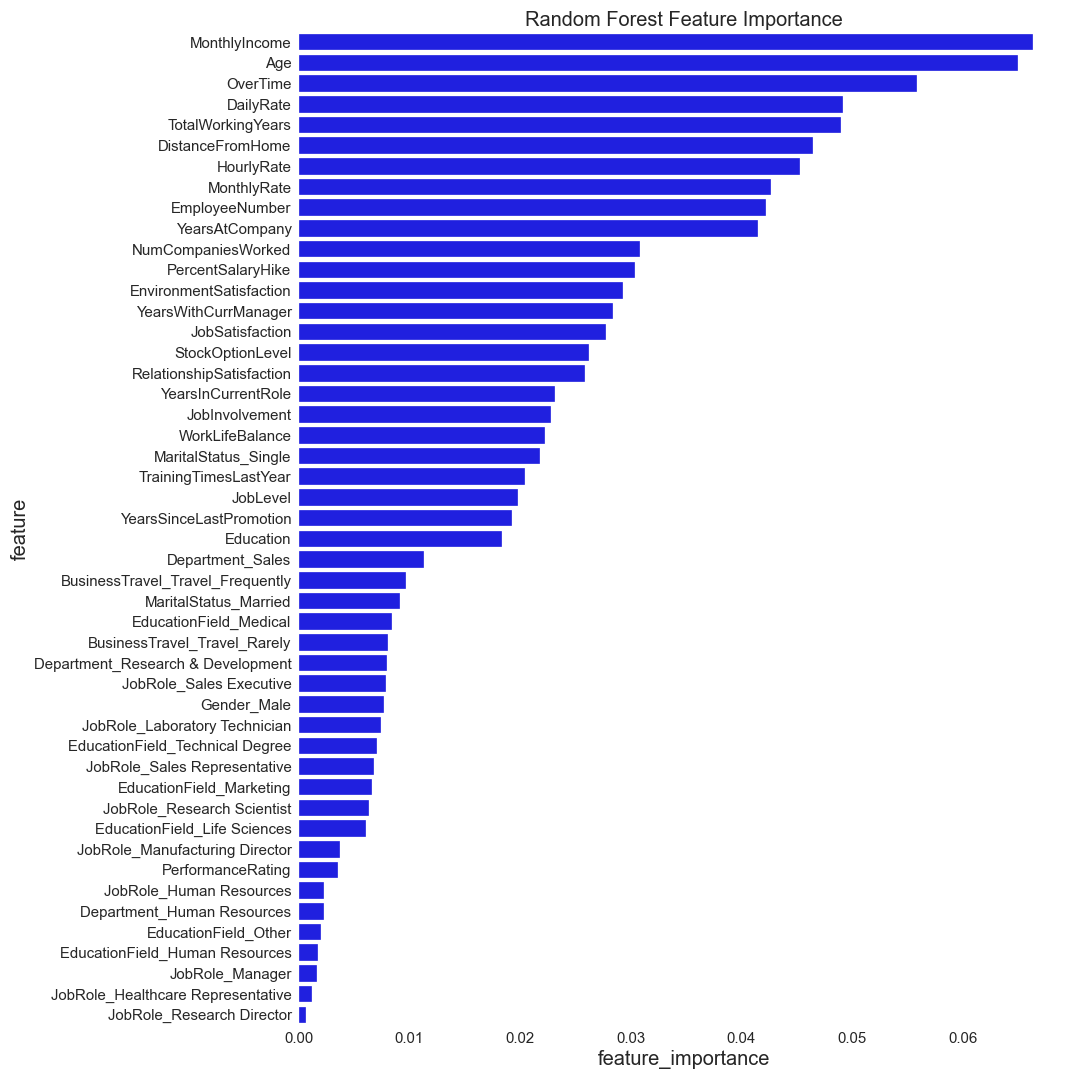 Random Forest Feature Importance
MonthlyIncome
Age
OverTime
DailyRate
TotalWorkingYears
DistanceFromHome
HourlyRate
MonthlyRate
EmployeeNumber
YearsAtCompany
NumCompaniesWorked
PercentSalaryHike
EnvironmentSatisfaction
YearsWithCurrManager
JobSatisfaction
StockOptionLevel
RelationshipSatisfaction
YearsInCurrentRole
JobInvolvement
WorkLifeBalance
MaritalStatus_Single
TrainingTimesLastYear
JobLevel
YearsSinceLastPromotion
Education
Department_Sales
BusinessTravel_Travel_Frequently
MaritalStatus_Married
EducationField_Medical
BusinessTravel_Travel_Rarely
Department_Research & Development
JobRole_Sales Executive
Gender_Male
JobRole_Laboratory Technician
EducationField_Technical Degree
JobRole_Sales Representative
EducationField_Marketing
JobRole_Research Scientist
EducationField_Life Sciences
JobRole_Manufacturing Director
PerformanceRating
JobRole_Human Resources
Department_Human Resources
EducationField_Other
EducationField_Human Resources
JobRole_Manager
JobRole_Healthcare Representative
JobRole_Research Director
feature
0.00 0.01 0.02 0.03 0.04 0.05 0.06
feature_importance